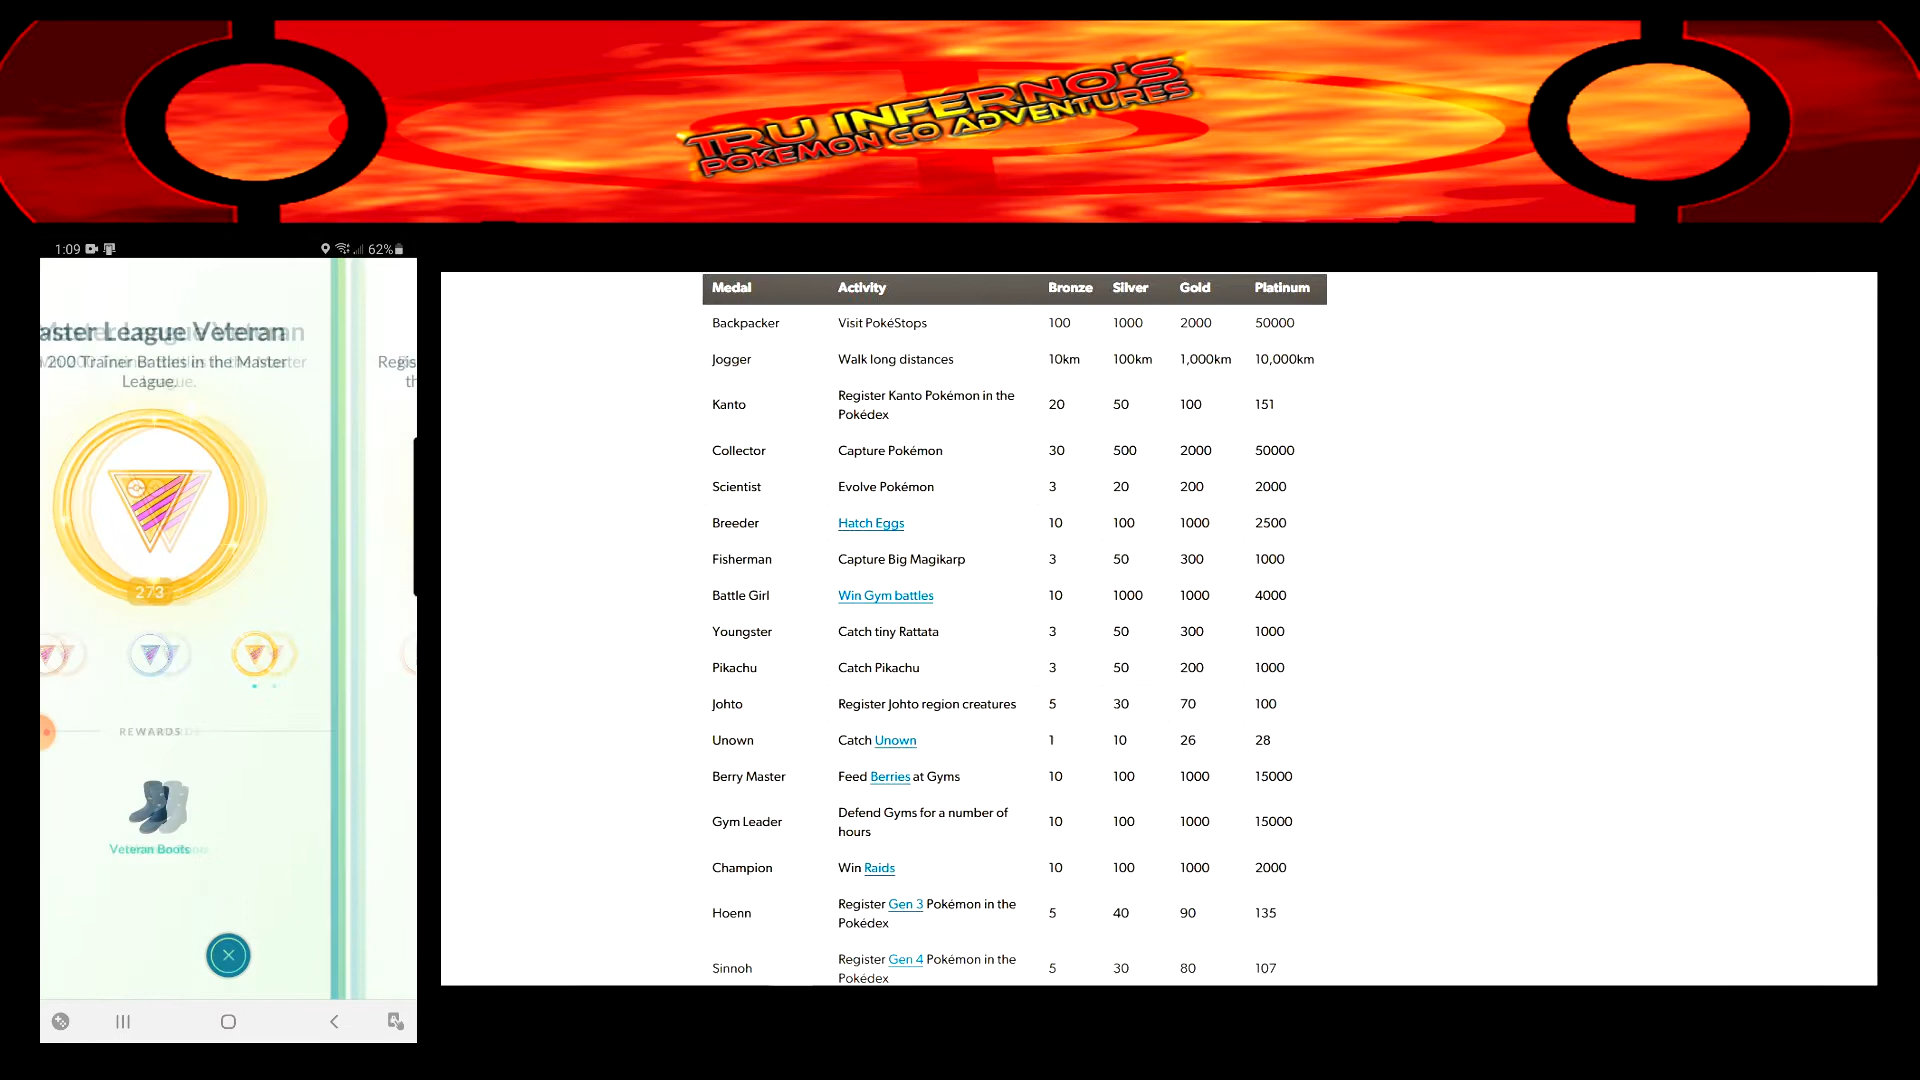 TRU INFERNO'S
POKEMON GO ADVENTURES
1:09
62%
aster League Veteran
200 Trainer Battles in the Master
League.
Regis
th
273
REWARDS
Veteran Boots
Medal Activity Bronze Silver Gold Platinum
Backpacker Visit PokéStops 100 1000 2000 50000
Jogger Walk long distances 10km 100km 1,000km 10,000km
Kanto Register Kanto Pokémon in the Pokédex 20 50 100 151
Collector Capture Pokémon 30 500 2000 50000
Scientist Evolve Pokémon 3 20 200 2000
Breeder Hatch Eggs 10 100 1000 2500
Fisherman Capture Big Magikarp 3 50 300 1000
Battle Girl Win Gym battles 10 1000 1000 4000
Youngster Catch tiny Rattata 3 50 300 1000
Pikachu Catch Pikachu 3 50 200 1000
Johto Register Johto region creatures 5 30 70 100
Unown Catch Unown 1 10 26 28
Berry Master Feed Berries at Gyms 10 100 1000 15000
Gym Leader Defend Gyms for a number of hours 10 100 1000 15000
Champion Win Raids 10 100 1000 2000
Hoenn Register Gen 3 Pokémon in the Pokédex 5 40 90 135
Sinnoh Register Gen 4 Pokémon in the Pokédex 5 30 80 107